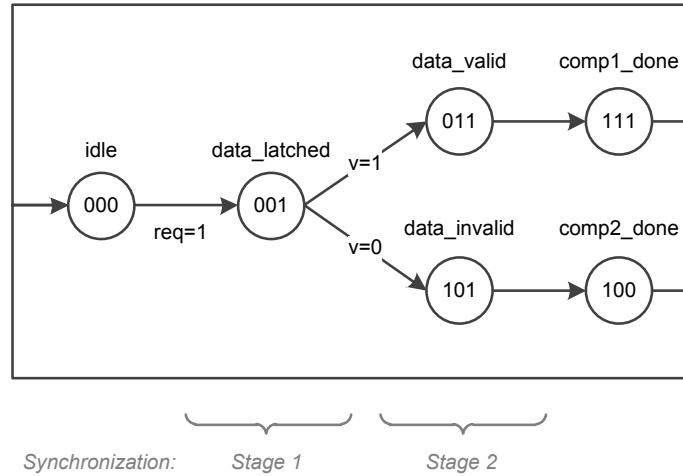 data_valid
comp1_done
011
111
idle
data_latched
v=1
000
001
req=1
v=0
data_invalid
comp2_done
101
100
Synchronization:
Stage 1
Stage 2